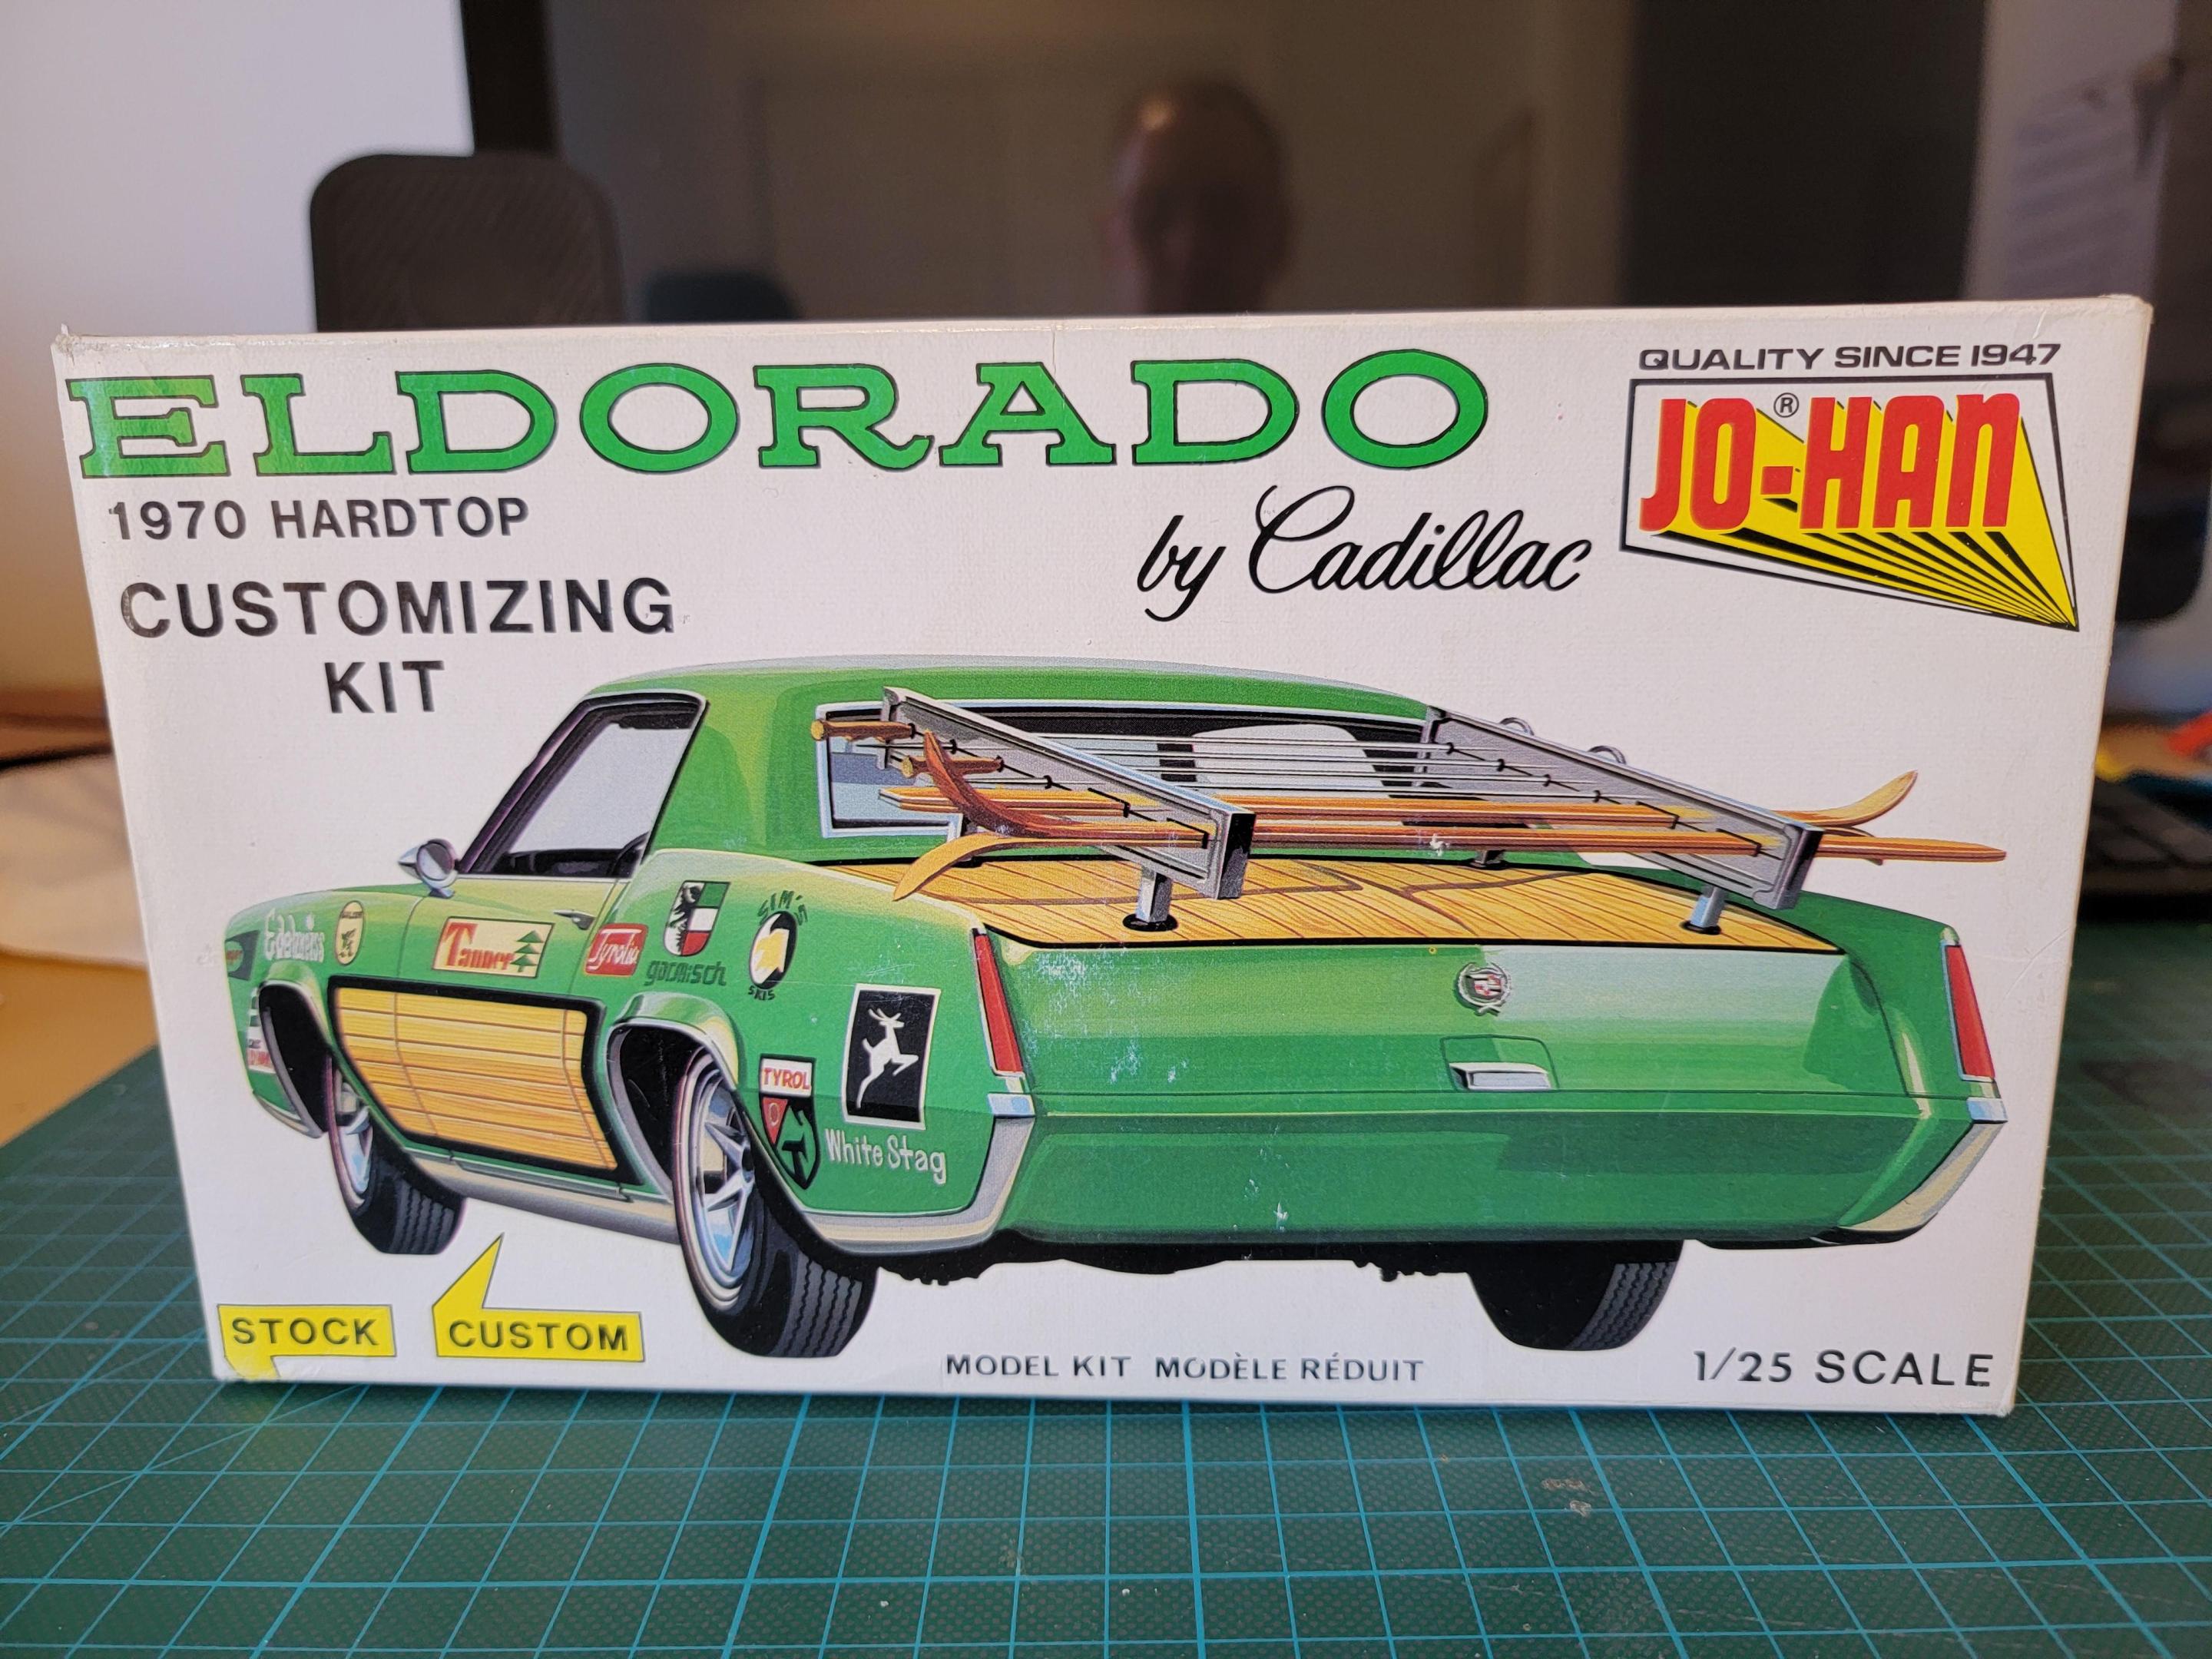 ELDORADO
QUALITY SINCE 1947
JO-HAN®
1970 HARDTOP
by Cadillac
CUSTOMIZING
KIT
Edelweiss
Tanner
Tyrolia
garmisch
SKIS
TYROL
White Stag
STOCK
CUSTOM
MODEL KIT MODÈLE RÉDUIT
1/25 SCALE